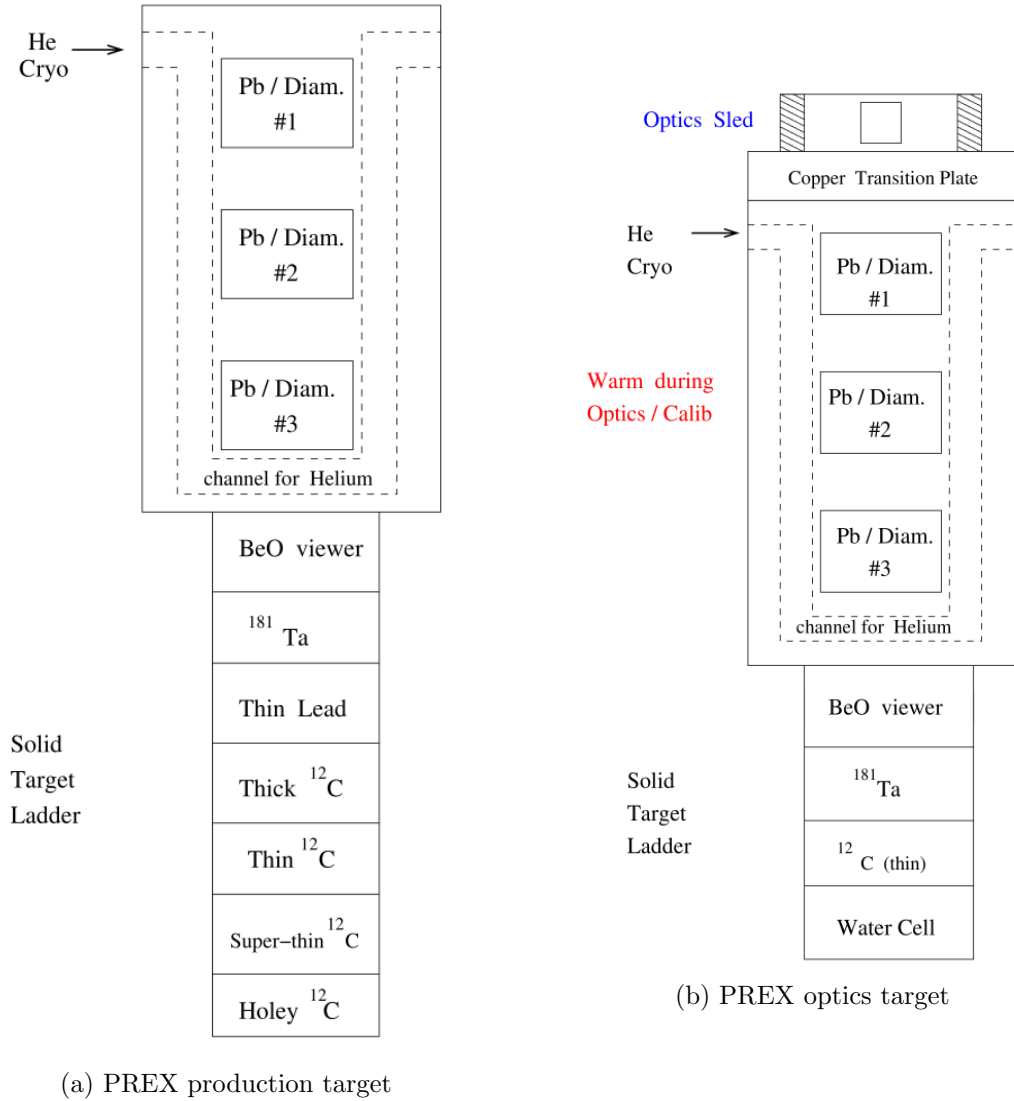 He
Cryo
Pb / Diam.
#1
Pb / Diam.
#2
Pb / Diam.
#3
channel for Helium
BeO viewer
181 Ta
Thin Lead
Thick 12C
Thin 12C
Super-thin 12C
Holey 12C
Solid
Target
Ladder
(a) PREX production target
Optics Sled
Copper Transition Plate
He
Cryo
Pb / Diam.
#1
Warm during
Optics / Calib
Pb / Diam.
#2
Pb / Diam.
#3
channel for Helium
BeO viewer
181Ta
12 C (thin)
Water Cell
Solid
Target
Ladder
(b) PREX optics target